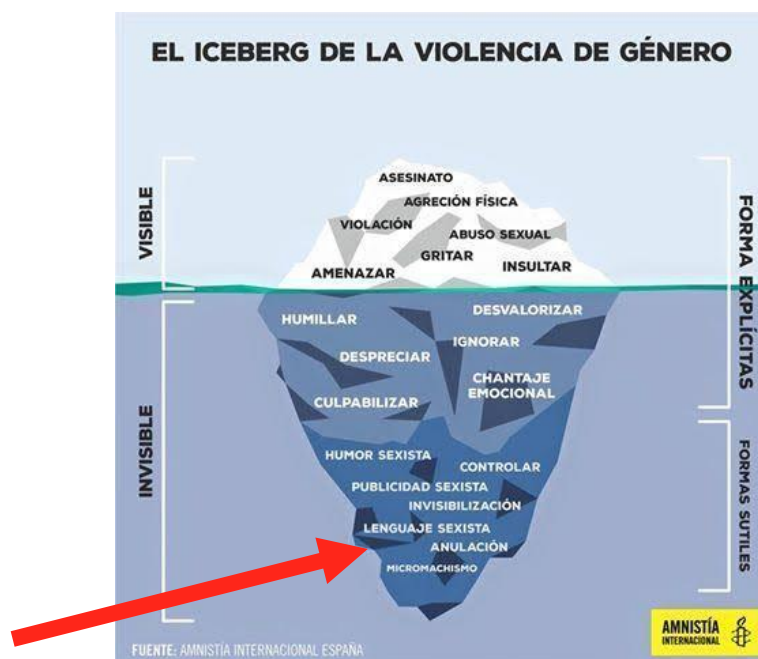 EL ICEBERG DE LA VIOLENCIA DE GÉNERO
VISIBLE
ASESINATO
AGRECIÓN FÍSICA
VIOLACIÓN
ABUSO SEXUAL
GRITAR
AMENAZAR
INSULTAR
FORMA EXPLÍCITAS
INVISIBLE
HUMILLAR
DESVALORIZAR
IGNORAR
DESPRECIAR
CHANTAJE
EMOCIONAL
CULPABILIZAR
FORMAS SUTILES
HUMOR SEXISTA
CONTROLAR
PUBLICIDAD SEXISTA
INVISIBILIZACIÓN
LENGUAJE SEXISTA
ANULACIÓN
MICROMACHISMO
AMNISTÍA
INTERNACIONAL
FUENTE: AMNISTÍA INTERNACIONAL ESPAÑA